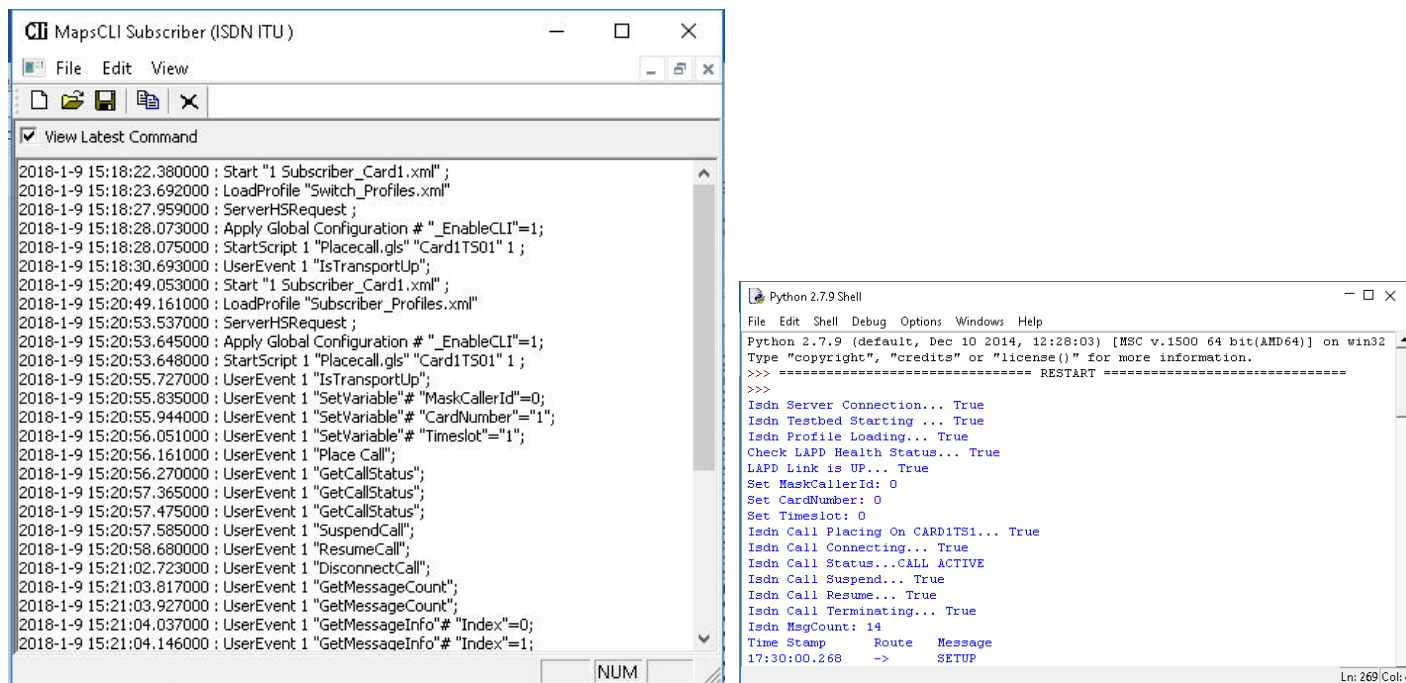 MapsCLI Subscriber (ISDN ITU )
File Edit View
View Latest Command
2018-1-9 15:18:22.380000 : Start "1 Subscriber_Card1.xml" ;
2018-1-9 15:18:23.692000 : LoadProfile "Switch_Profiles.xml"
2018-1-9 15:18:27.959000 : ServerHSRequest ;
2018-1-9 15:18:28.073000 : Apply Global Configuration # "_EnableCLI"=1;
2018-1-9 15:18:28.075000 : StartScript 1 "Placecall.gls" "Card1TS01" 1 ;
2018-1-9 15:18:30.693000 : UserEvent 1 "IsTransportUp";
2018-1-9 15:20:49.053000 : Start "1 Subscriber_Card1.xml" ;
2018-1-9 15:20:49.161000 : LoadProfile "Subscriber_Profiles.xml"
2018-1-9 15:20:53.537000 : ServerHSRequest ;
2018-1-9 15:20:53.645000 : Apply Global Configuration # "_EnableCLI"=1;
2018-1-9 15:20:53.648000 : StartScript 1 "Placecall.gls" "Card1TS01" 1 ;
2018-1-9 15:20:55.727000 : UserEvent 1 "IsTransportUp";
2018-1-9 15:20:55.835000 : UserEvent 1 "SetVariable"# "MaskCallerId"=0;
2018-1-9 15:20:55.944000 : UserEvent 1 "SetVariable"# "CardNumber"="1";
2018-1-9 15:20:56.051000 : UserEvent 1 "SetVariable"# "Timeslot"="1";
2018-1-9 15:20:56.161000 : UserEvent 1 "Place Call";
2018-1-9 15:20:56.270000 : UserEvent 1 "GetCallStatus";
2018-1-9 15:20:57.365000 : UserEvent 1 "GetCallStatus";
2018-1-9 15:20:57.475000 : UserEvent 1 "GetCallStatus";
2018-1-9 15:20:57.585000 : UserEvent 1 "SuspendCall";
2018-1-9 15:20:58.680000 : UserEvent 1 "ResumeCall";
2018-1-9 15:21:02.723000 : UserEvent 1 "DisconnectCall";
2018-1-9 15:21:03.817000 : UserEvent 1 "GetMessageCount";
2018-1-9 15:21:03.927000 : UserEvent 1 "GetMessageCount";
2018-1-9 15:21:04.037000 : UserEvent 1 "GetMessageInfo"# "Index"=0;
2018-1-9 15:21:04.146000 : UserEvent 1 "GetMessageInfo"# "Index"=1;
NUM
Python 2.7.9 Shell
File Edit Shell Debug Options Windows Help
Python 2.7.9 (default, Dec 10 2014, 12:28:03) [MSC v.1500 64 bit(AMD64)] on win32
Type "copyright", "credits" or "license()" for more information.
>>> ================================ RESTART ================================
>>>
Isdn Server Connection... True
Isdn Testbed Starting ... True
Isdn Profile Loading... True
Check LAPD Health Status... True
LAPD Link is UP... True
Set MaskCallerId: 0
Set CardNumber: 0
Set Timeslot: 0
Isdn Call Placing On CARD1TS1... True
Isdn Call Connecting... True
Isdn Call Status...CALL ACTIVE
Isdn Call Suspend... True
Isdn Call Resume... True
Isdn Call Terminating... True
Isdn MsgCount: 14
Time Stamp Route Message
17:30:00.268 -> SETUP
Ln: 269 Col: